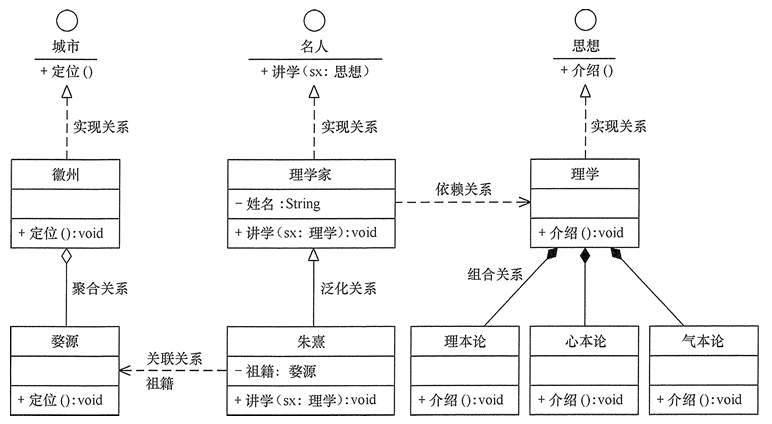 城市
+ 定位()
实现关系
徽州
+ 定位():void
聚合关系
婺源
+ 定位():void
名人
+ 讲学(sx: 思想)
实现关系
理学家
- 姓名:String
+ 讲学(sx: 理学):void
泛化关系
朱熹
- 祖籍: 婺源
+ 讲学(sx: 理学):void
关联关系
祖籍
依赖关系
思想
+ 介绍()
实现关系
理学
+ 介绍():void
组合关系
理本论
+ 介绍():void
心本论
+ 介绍():void
气本论
+ 介绍():void